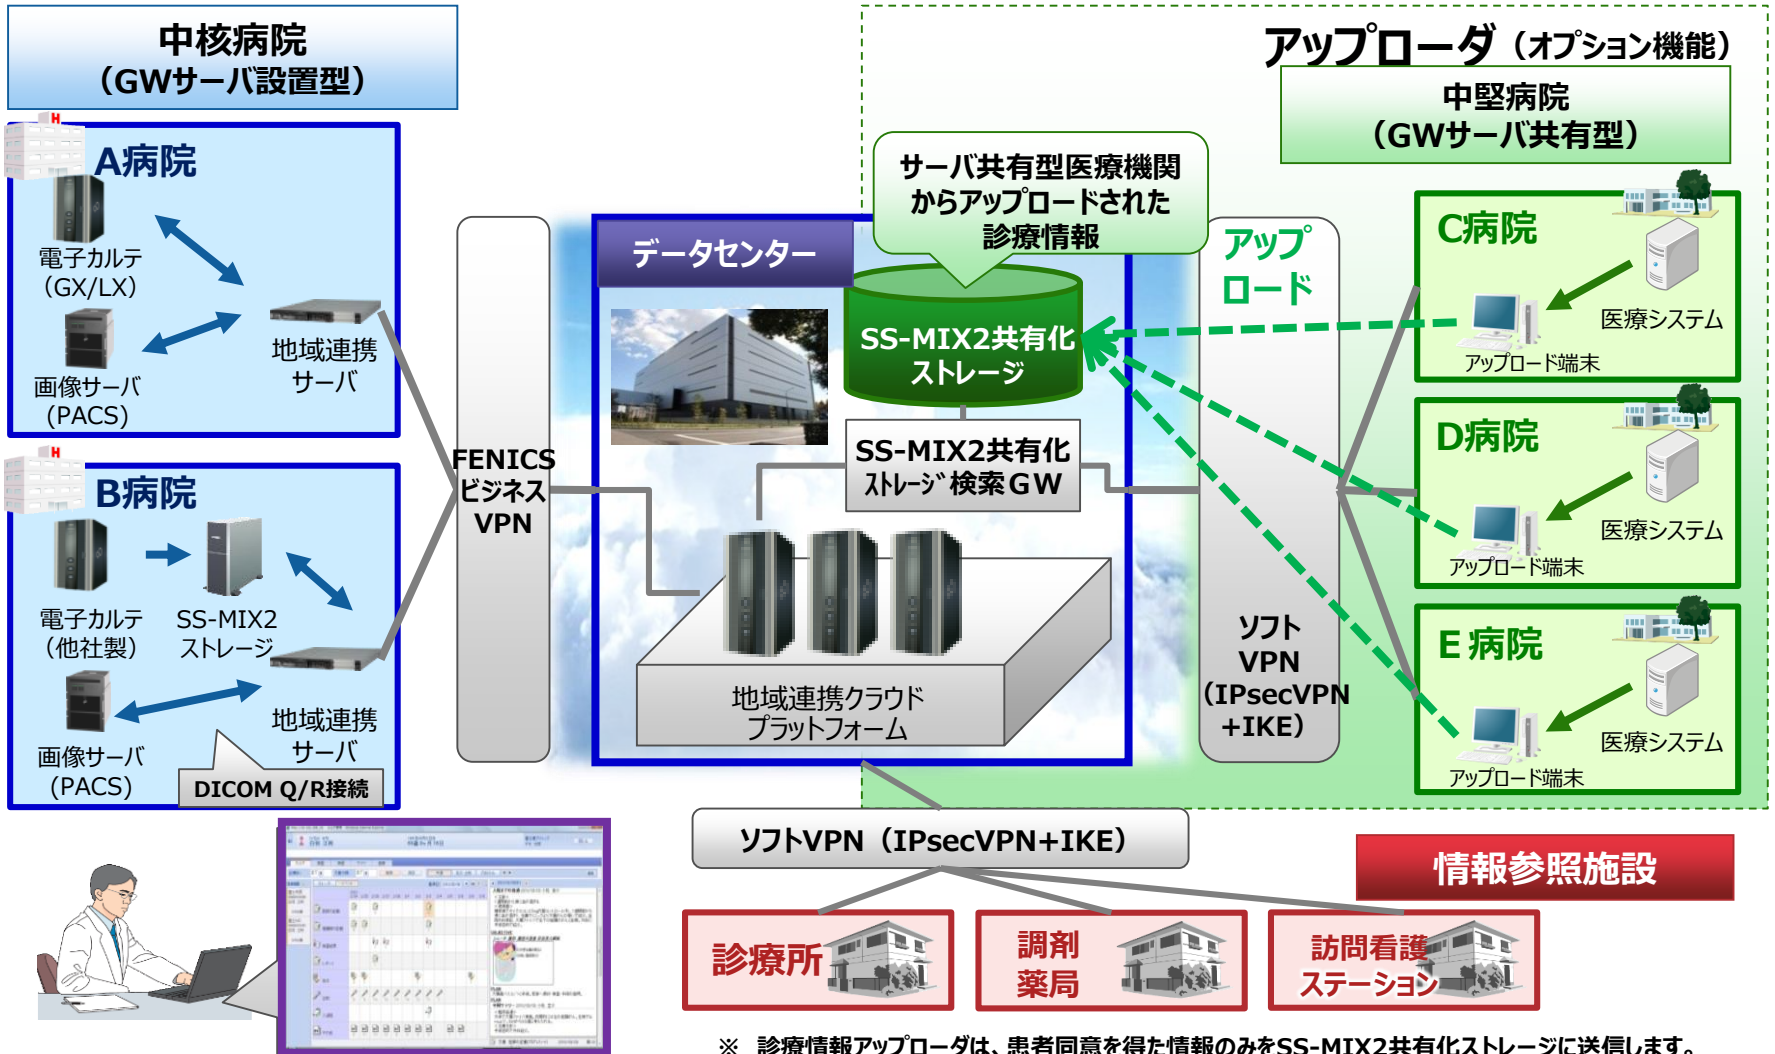 中核病院
（GWサーバ設置型）
A病院
電子カルテ
（GX/LX）
画像サーバ
(PACS)
地域連携
サーバ
B病院
電子カルテ
（他社製）
SS-MIX2
ストレージ
画像サーバ
(PACS)
地域連携
サーバ
DICOM Q/R接続
FENICS
ビジネス
VPN
データセンター
サーバ共有型医療機関
からアップロードされた
診療情報
SS-MIX2共有化
ストレージ
SS-MIX2共有化
ストレージ検索GW
地域連携クラウド
プラットフォーム
アップ
ロード
ソフト
VPN
（IPsecVPN
+IKE）
アップローダ（オプション機能）
中堅病院
（GWサーバ共有型）
C病院
医療システム
アップロード端末
D病院
医療システム
アップロード端末
E病院
医療システム
アップロード端末
ソフトVPN（IPsecVPN+IKE）
情報参照施設
診療所
調剤
薬局
訪問看護
ステーション
※ 診療情報アップローダは、患者同意を得た情報のみをSS-MIX2共有化ストレージに送信します。